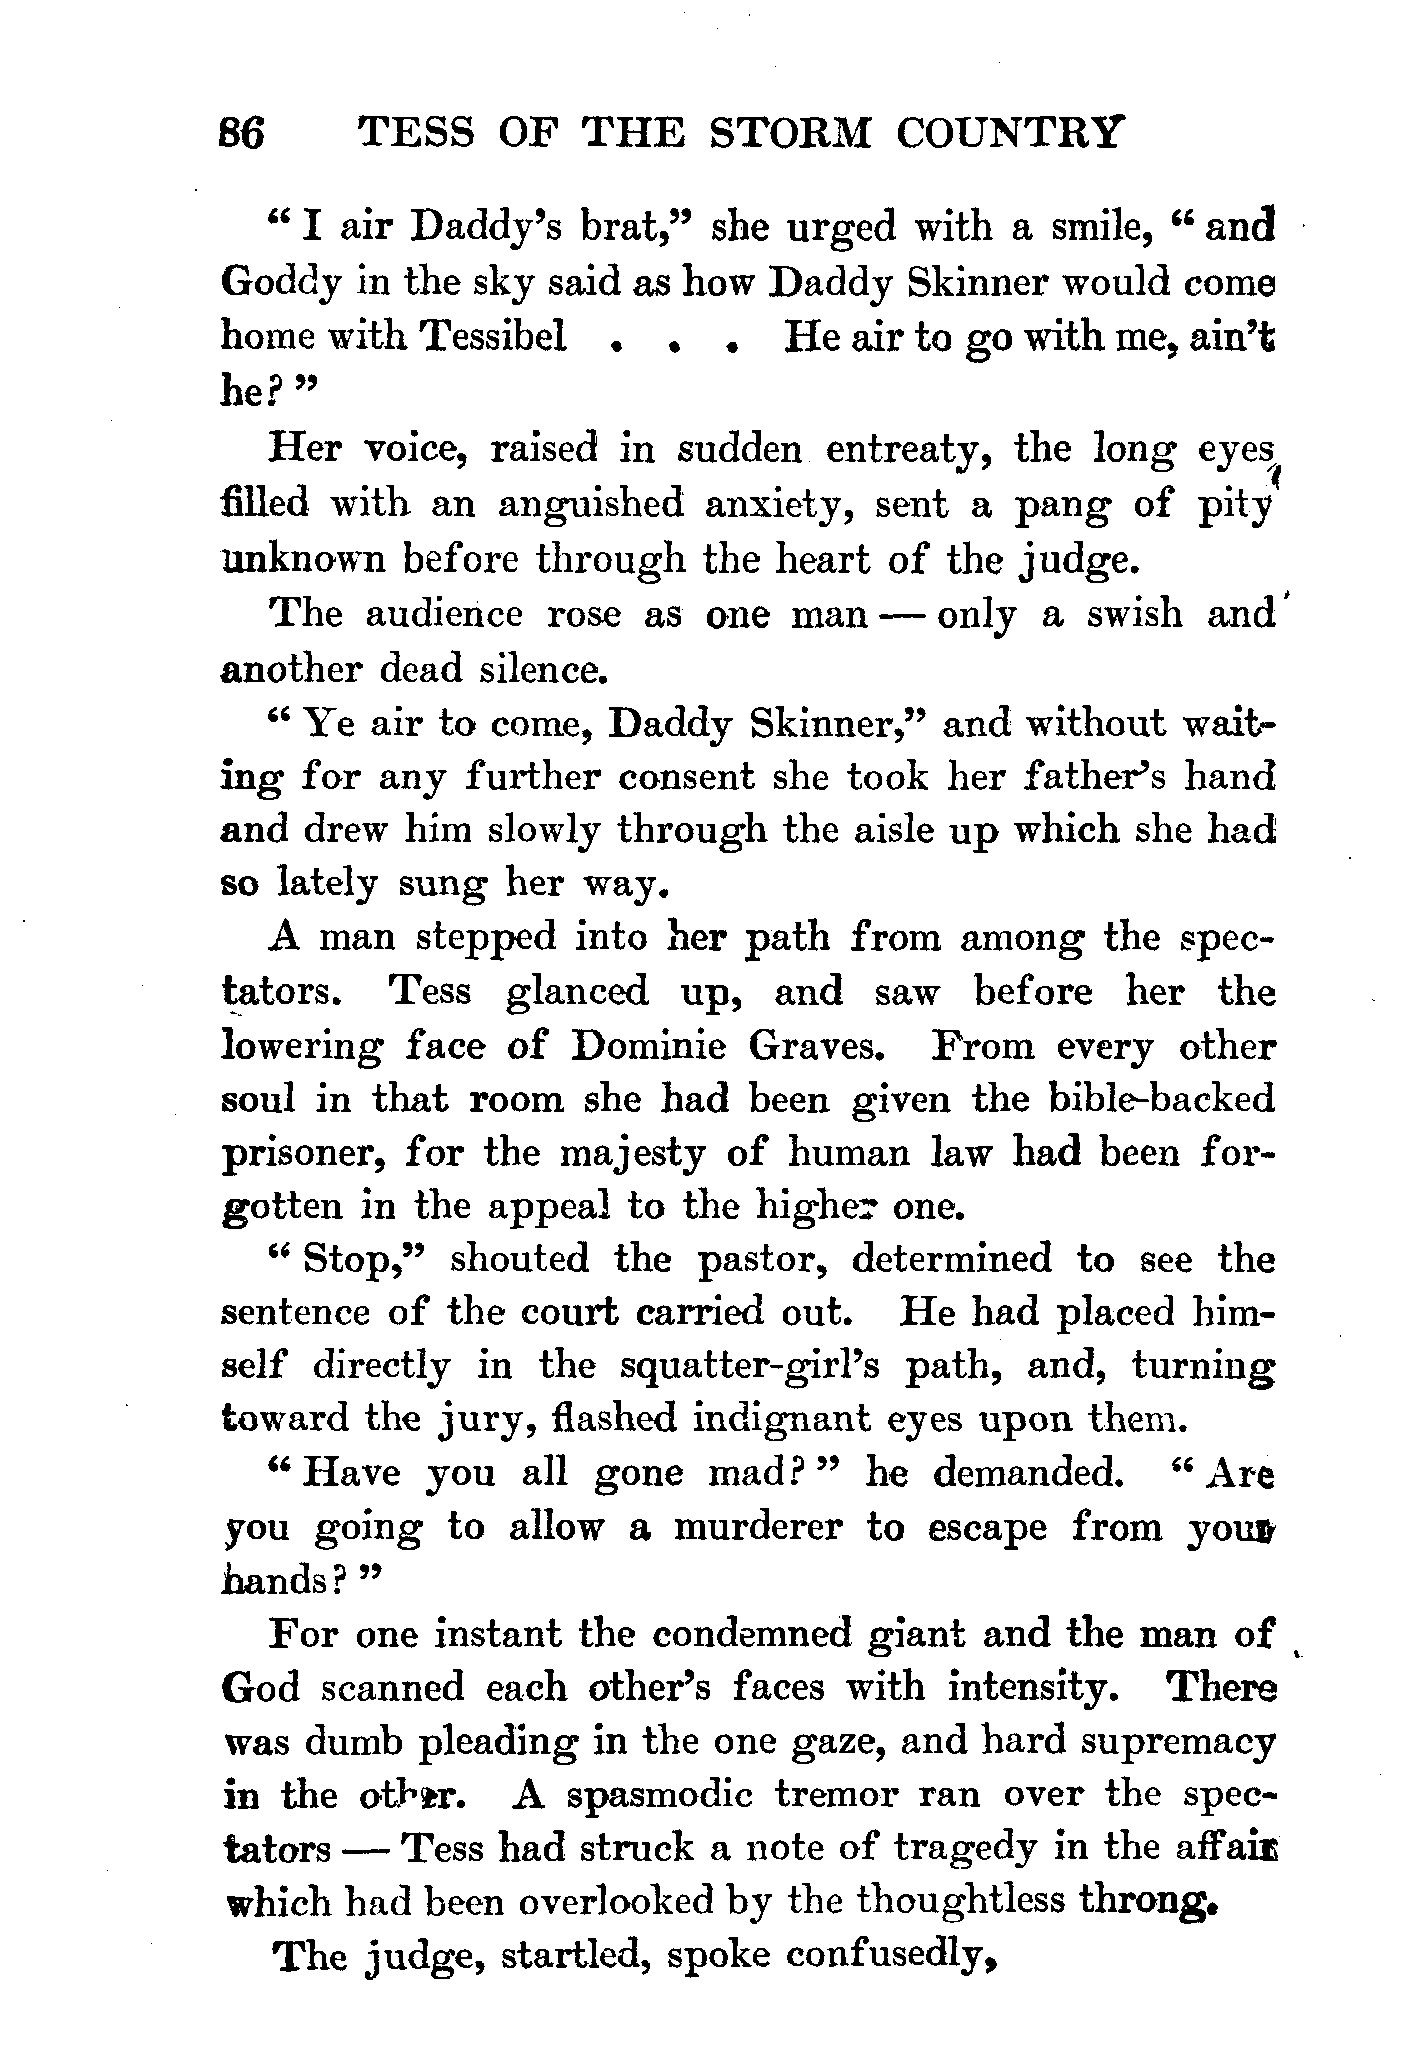 86 TESS OF THE STORM COUNTRY
“ I air Daddy’s brat,” she urged with a smile, “ and
Goddy in the sky said as how Daddy Skinner would come
home with Tessibel . . . He air to go with me, ain’t
he? ”
Her voice, raised in sudden entreaty, the long eyes
filled with an anguished anxiety, sent a pang of pity
unknown before through the heart of the judge.
The audience rose as one man — only a swish and
another dead silence.
“ Ye air to come, Daddy Skinner,” and without wait-
ing for any further consent she took her father’s hand
and drew him slowly through the aisle up which she had
so lately sung her way.
A man stepped into her path from among the spec-
tators. Tess glanced up, and saw before her the
lowering face of Dominie Graves. From every other
soul in that room she had been given the bible-backed
prisoner, for the majesty of human law had been for-
gotten in the appeal to the higher one.
“ Stop,” shouted the pastor, determined to see the
sentence of the court carried out. He had placed him-
self directly in the squatter-girl’s path, and, turning
toward the jury, flashed indignant eyes upon them.
“ Have you all gone mad? ” he demanded. “ Are
you going to allow a murderer to escape from your
hands? ”
For one instant the condemned giant and the man of
God scanned each other’s faces with intensity. There
was dumb pleading in the one gaze, and hard supremacy
in the other. A spasmodic tremor ran over the spec-
tators — Tess had struck a note of tragedy in the affair
which had been overlooked by the thoughtless throng.
The judge, startled, spoke confusedly,